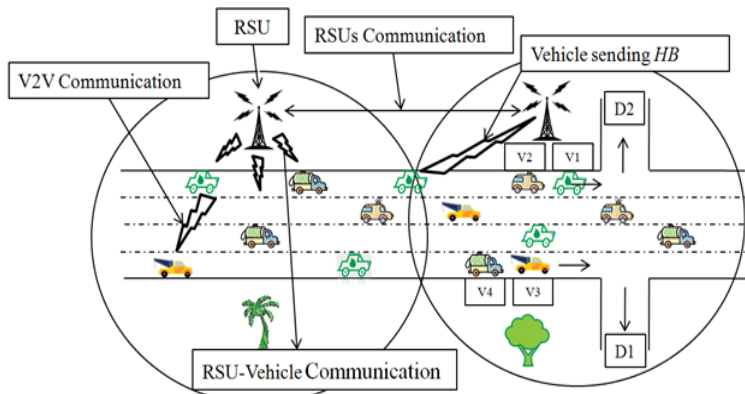 RSU
RSUs Communication
Vehicle sending HB
V2V Communication
D2
V2
V1
V4
V3
D1
RSU-Vehicle Communication